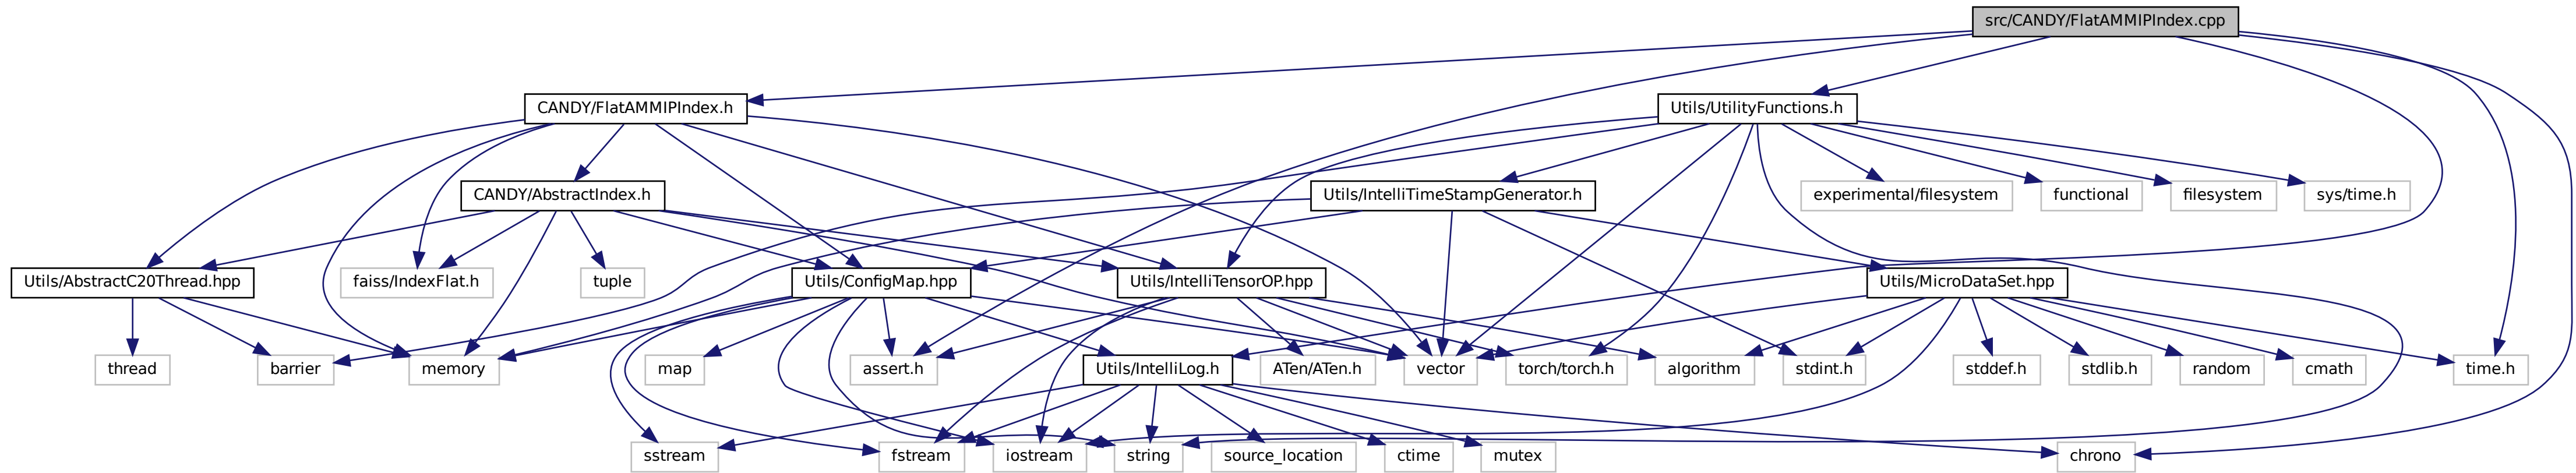 src/CANDY/FlatAMMIPIndex.cpp
CANDY/FlatAMMIPIndex.h
Utils/UtilityFunctions.h
CANDY/AbstractIndex.h
Utils/IntelliTimeStampGenerator.h
experimental/filesystem
functional
filesystem
sys/time.h
Utils/AbstractC20Thread.hpp
faiss/IndexFlat.h
tuple
Utils/ConfigMap.hpp
Utils/IntelliTensorOP.hpp
Utils/MicroDataSet.hpp
thread
barrier
memory
map
assert.h
Utils/IntelliLog.h
ATen/ATen.h
vector
torch/torch.h
algorithm
stdint.h
stddef.h
stdlib.h
random
cmath
time.h
sstream
fstream
iostream
string
source_location
ctime
mutex
chrono